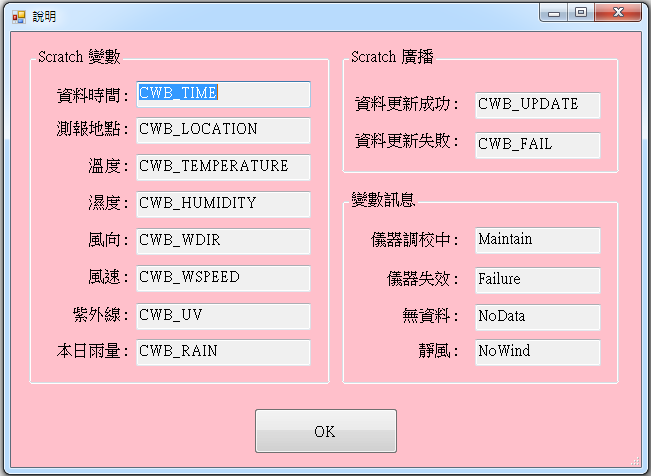 說明
Scratch 變數
資料時間： CWB_TIME
測報地點： CWB_LOCATION
溫度： CWB_TEMPERATURE
濕度： CWB_HUMIDITY
風向： CWB_WDIR
風速： CWB_WSPEED
紫外線： CWB_UV
本日雨量： CWB_RAIN
Scratch 廣播
資料更新成功： CWB_UPDATE
資料更新失敗： CWB_FAIL
變數訊息
儀器調校中： Maintain
儀器失效： Failure
無資料： NoData
靜風： NoWind
OK